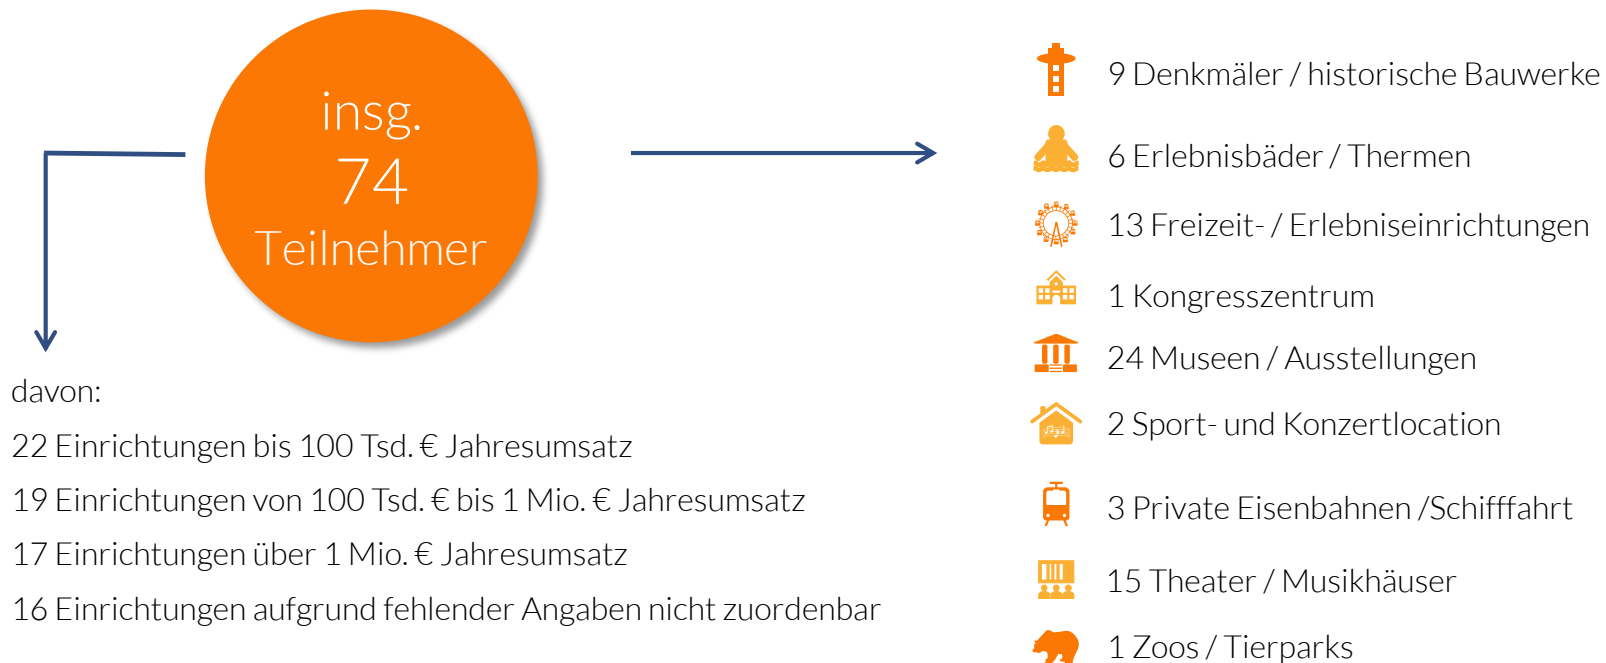 insg.
74
Teilnehmer
davon:
22 Einrichtungen bis 100 Tsd. € Jahresumsatz
19 Einrichtungen von 100 Tsd. € bis 1 Mio. € Jahresumsatz
17 Einrichtungen über 1 Mio. € Jahresumsatz
16 Einrichtungen aufgrund fehlender Angaben nicht zuordenbar
9 Denkmäler / historische Bauwerke
6 Erlebnisbäder / Thermen
13 Freizeit- / Erlebniseinrichtungen
1 Kongresszentrum
24 Museen / Ausstellungen
2 Sport- und Konzertlocation
3 Private Eisenbahnen /Schifffahrt
15 Theater / Musikhäuser
1 Zoos / Tierparks